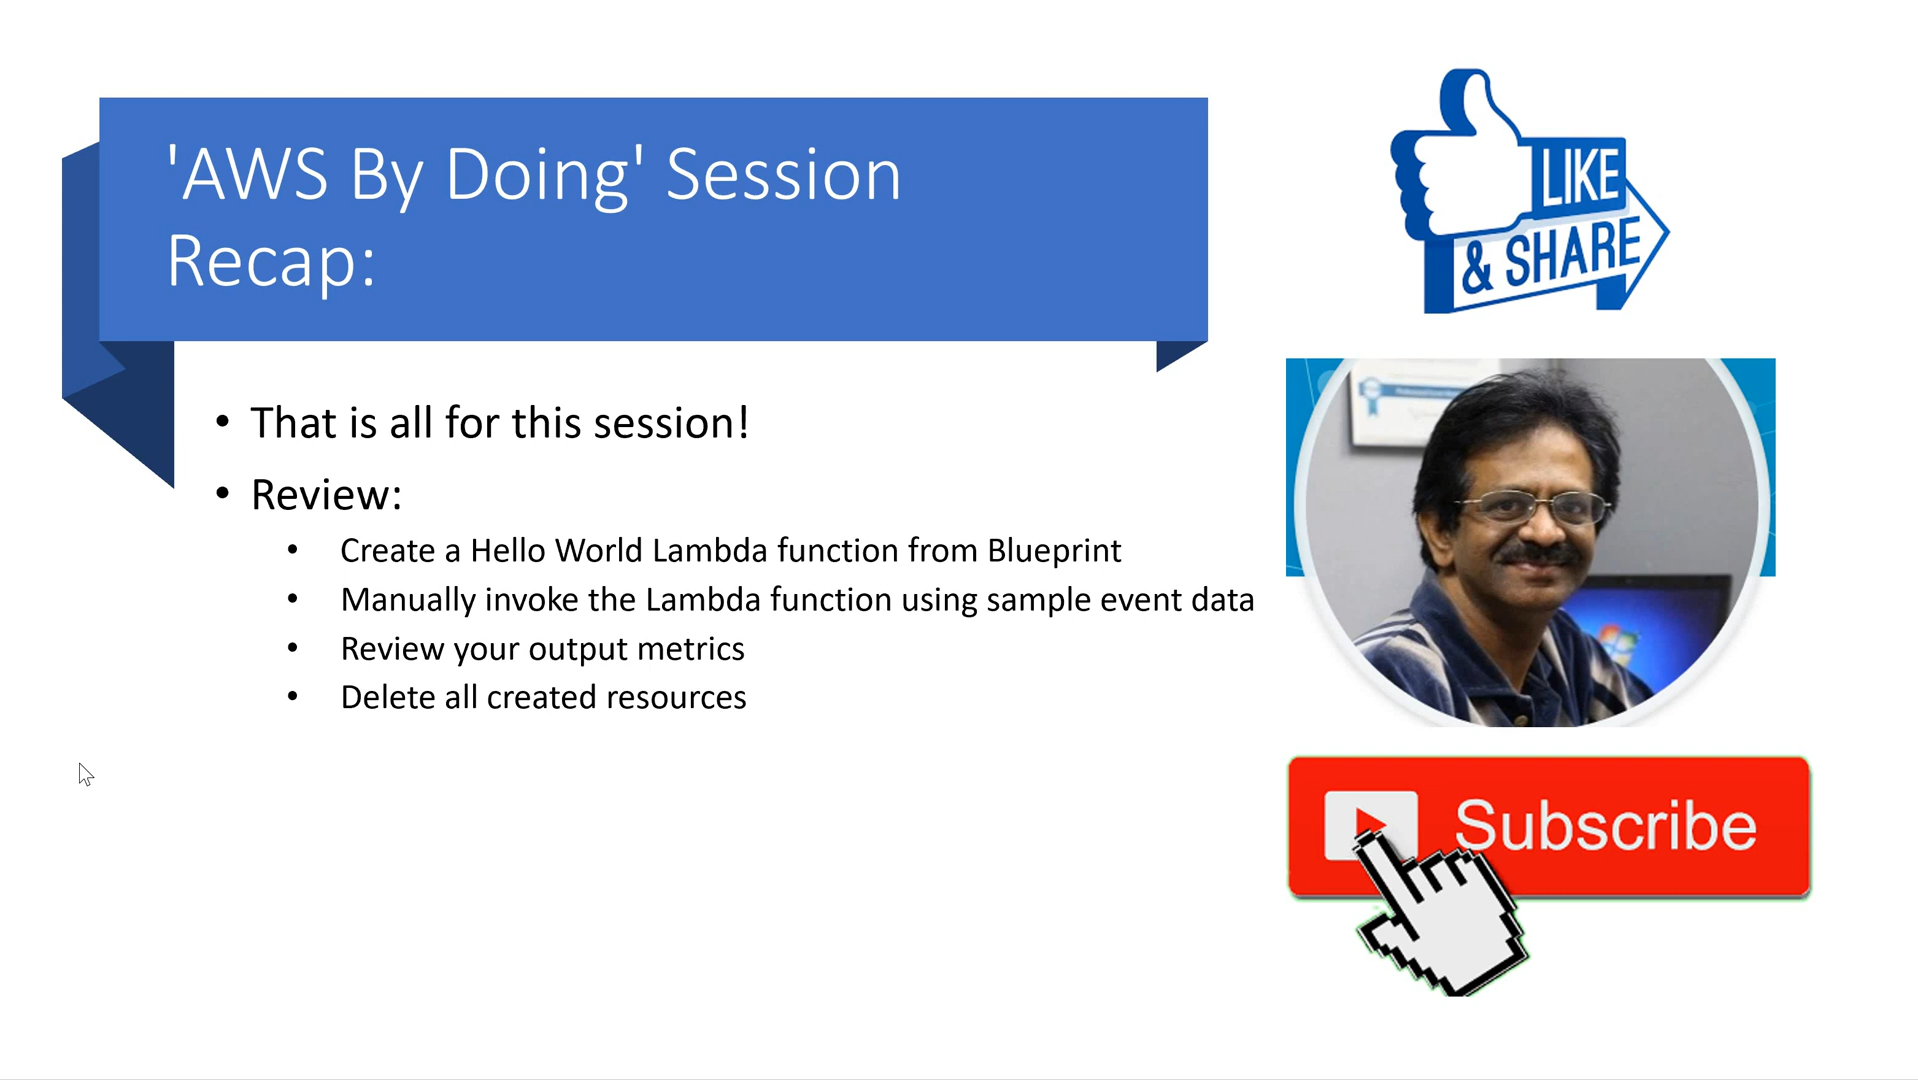 'AWS By Doing' Session
Recap:
LIKE
& SHARE
• That is all for this session!
• Review:
• Create a Hello World Lambda function from Blueprint
• Manually invoke the Lambda function using sample event data
• Review your output metrics
• Delete all created resources
Subscribe